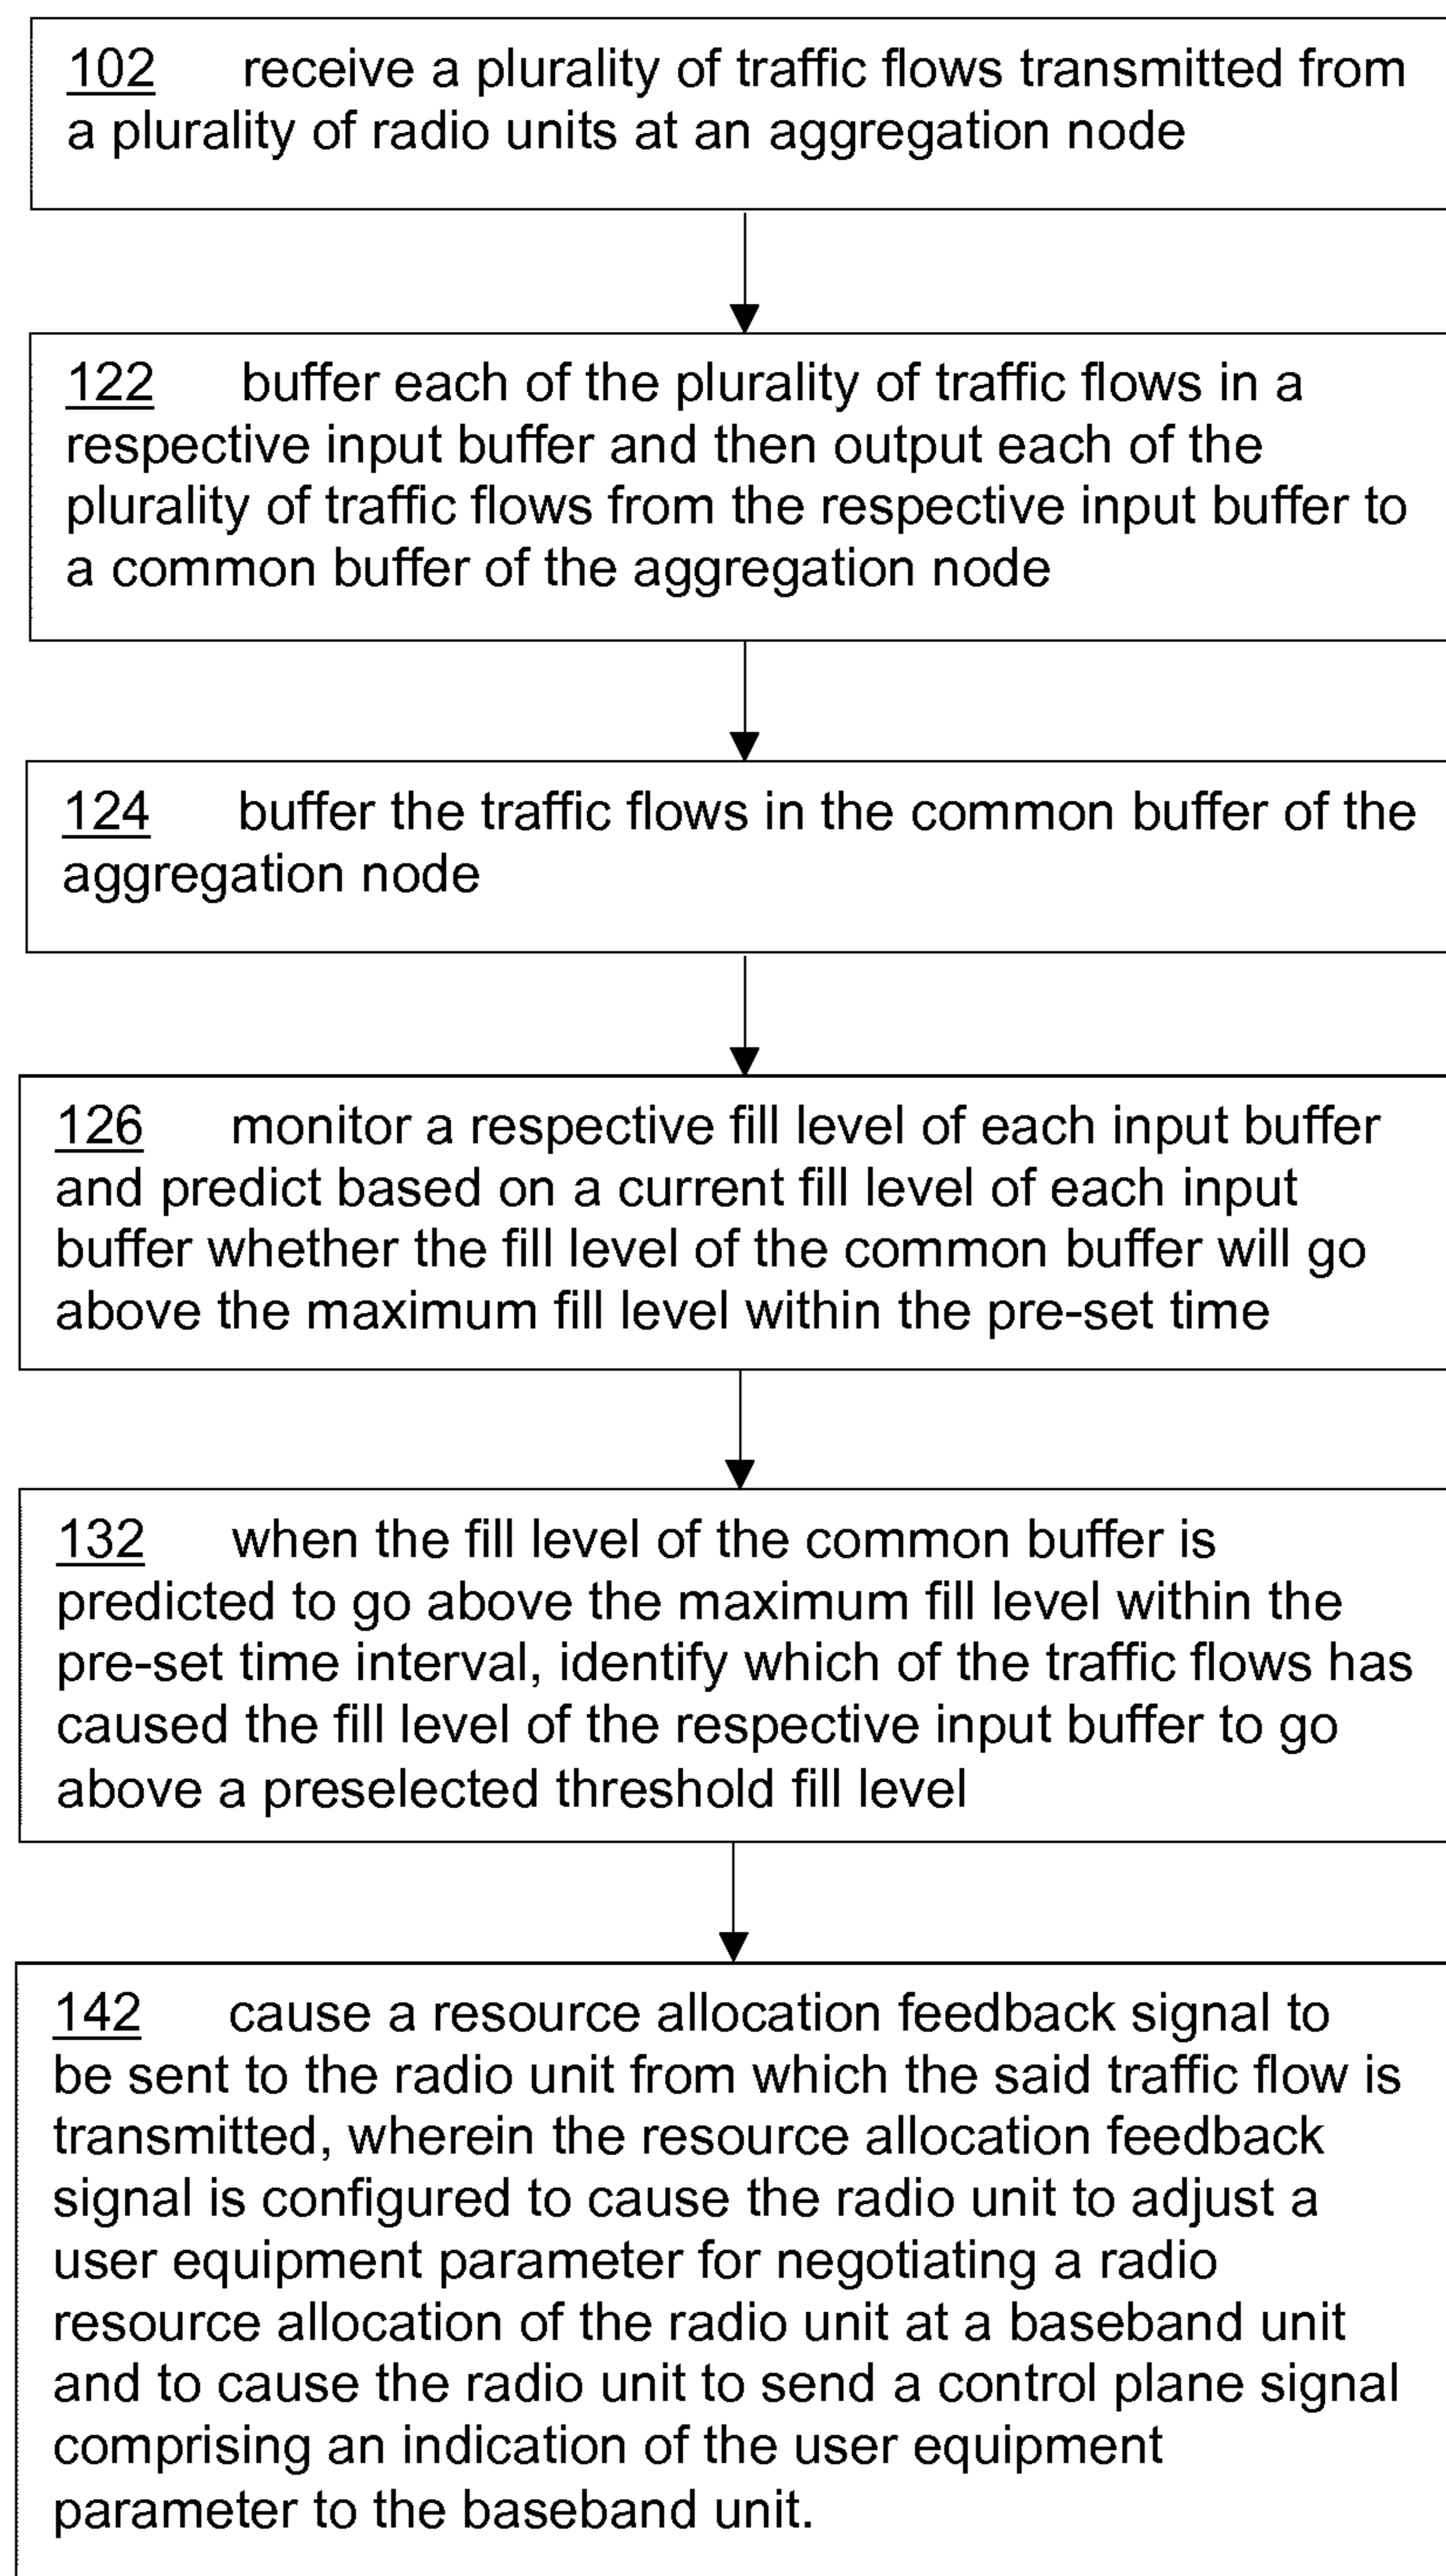 102 receive a plurality of traffic flows transmitted from
a plurality of radio units at an aggregation node
122 buffer each of the plurality of traffic flows in a
respective input buffer and then output each of the
plurality of traffic flows from the respective input buffer to
a common buffer of the aggregation node
124 buffer the traffic flows in the common buffer of the
aggregation node
126 monitor a respective fill level of each input buffer
and predict based on a current fill level of each input
buffer whether the fill level of the common buffer will go
above the maximum fill level within the pre-set time
132 when the fill level of the common buffer is
predicted to go above the maximum fill level within the
pre-set time interval, identify which of the traffic flows has
caused the fill level of the respective input buffer to go
above a preselected threshold fill level
142 cause a resource allocation feedback signal to
be sent to the radio unit from which the said traffic flow is
transmitted, wherein the resource allocation feedback
signal is configured to cause the radio unit to adjust a
user equipment parameter for negotiating a radio
resource allocation of the radio unit at a baseband unit
and to cause the radio unit to send a control plane signal
comprising an indication of the user equipment
parameter to the baseband unit.